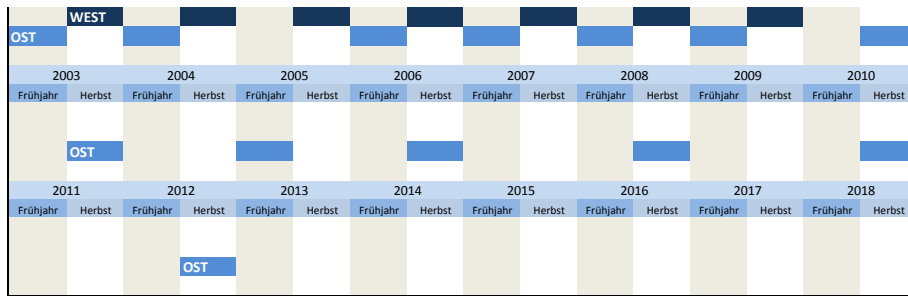 WEST
OST
2003 2004 2005 2006 2007 2008 2009 2010
Frühjahr Herbst Frühjahr Herbst Frühjahr Herbst Frühjahr Herbst Frühjahr Herbst Frühjahr Herbst Frühjahr Herbst Frühjahr Herbst
OST
2011 2012 2013 2014 2015 2016 2017 2018
Frühjahr Herbst Frühjahr Herbst Frühjahr Herbst Frühjahr Herbst Frühjahr Herbst Frühjahr Herbst Frühjahr Herbst Frühjahr Herbst
OST